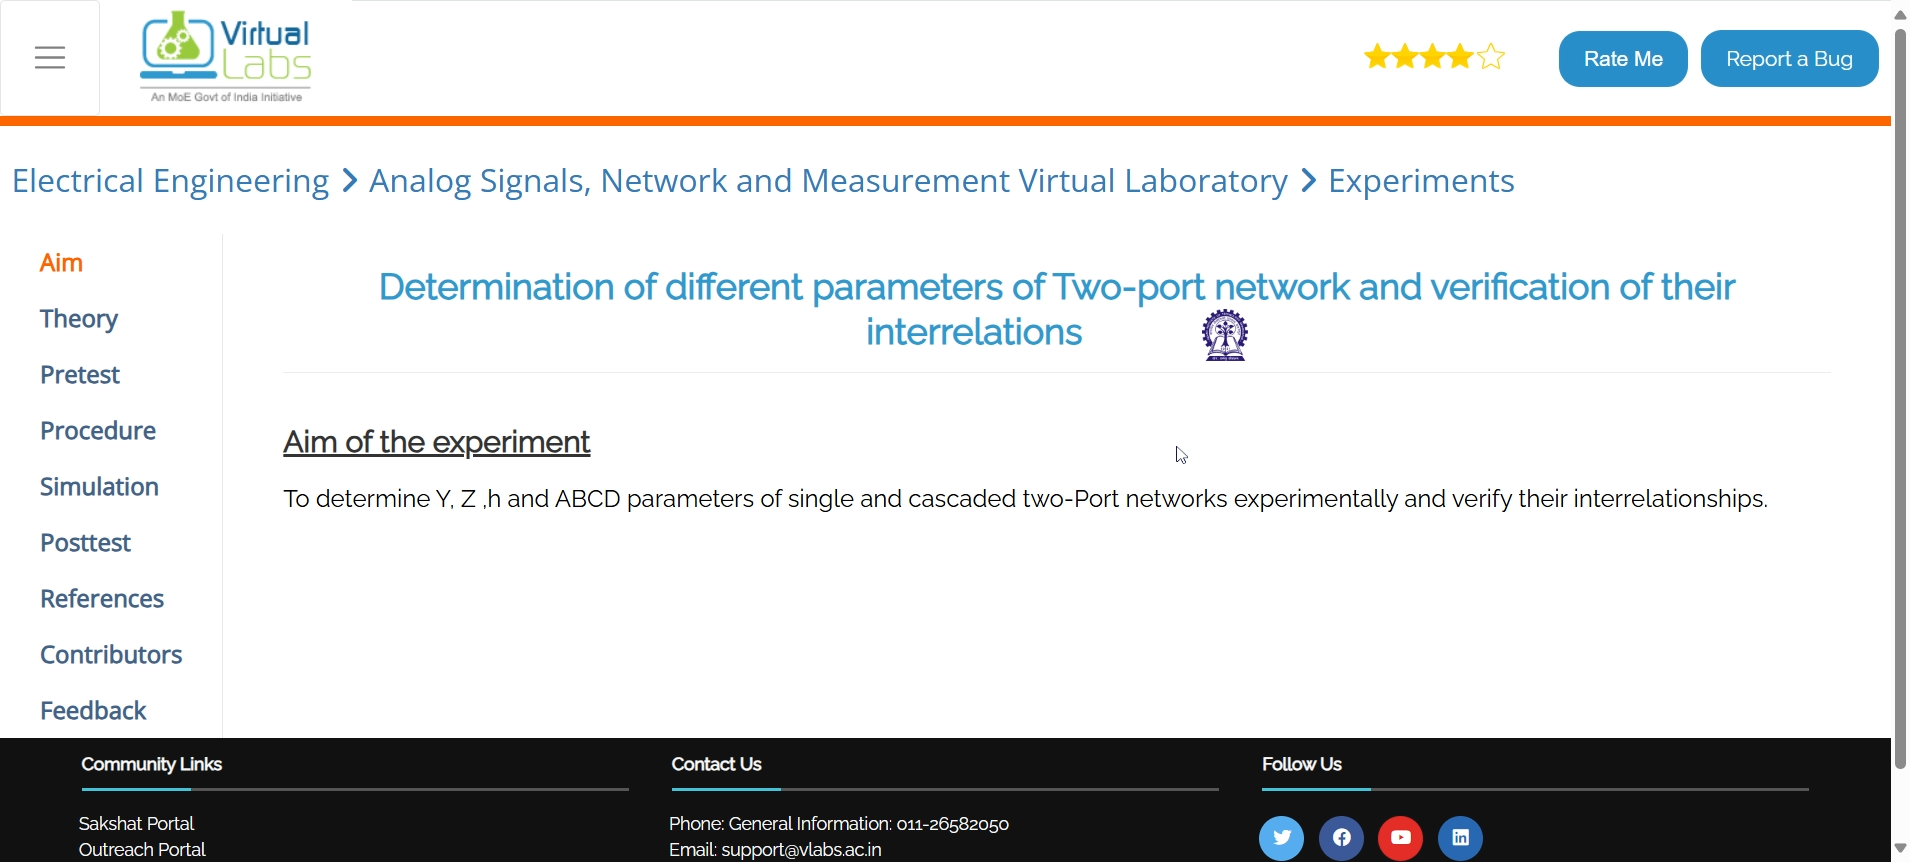 Virtual
Labs
An MoE Govt of India Initiative
Rate Me
Report a Bug
Electrical Engineering > Analog Signals, Network and Measurement Virtual Laboratory > Experiments
Aim
Theory
Pretest
Procedure
Simulation
Posttest
References
Contributors
Feedback
Determination of different parameters of Two-port network and verification of their
interrelations
Aim of the experiment
To determine Y, Z ,h and ABCD parameters of single and cascaded two-Port networks experimentally and verify their interrelationships.
Community Links
Sakshat Portal
Outreach Portal
Contact Us
Phone: General Information: 011-26582050
Email: support@vlabs.ac.in
Follow Us